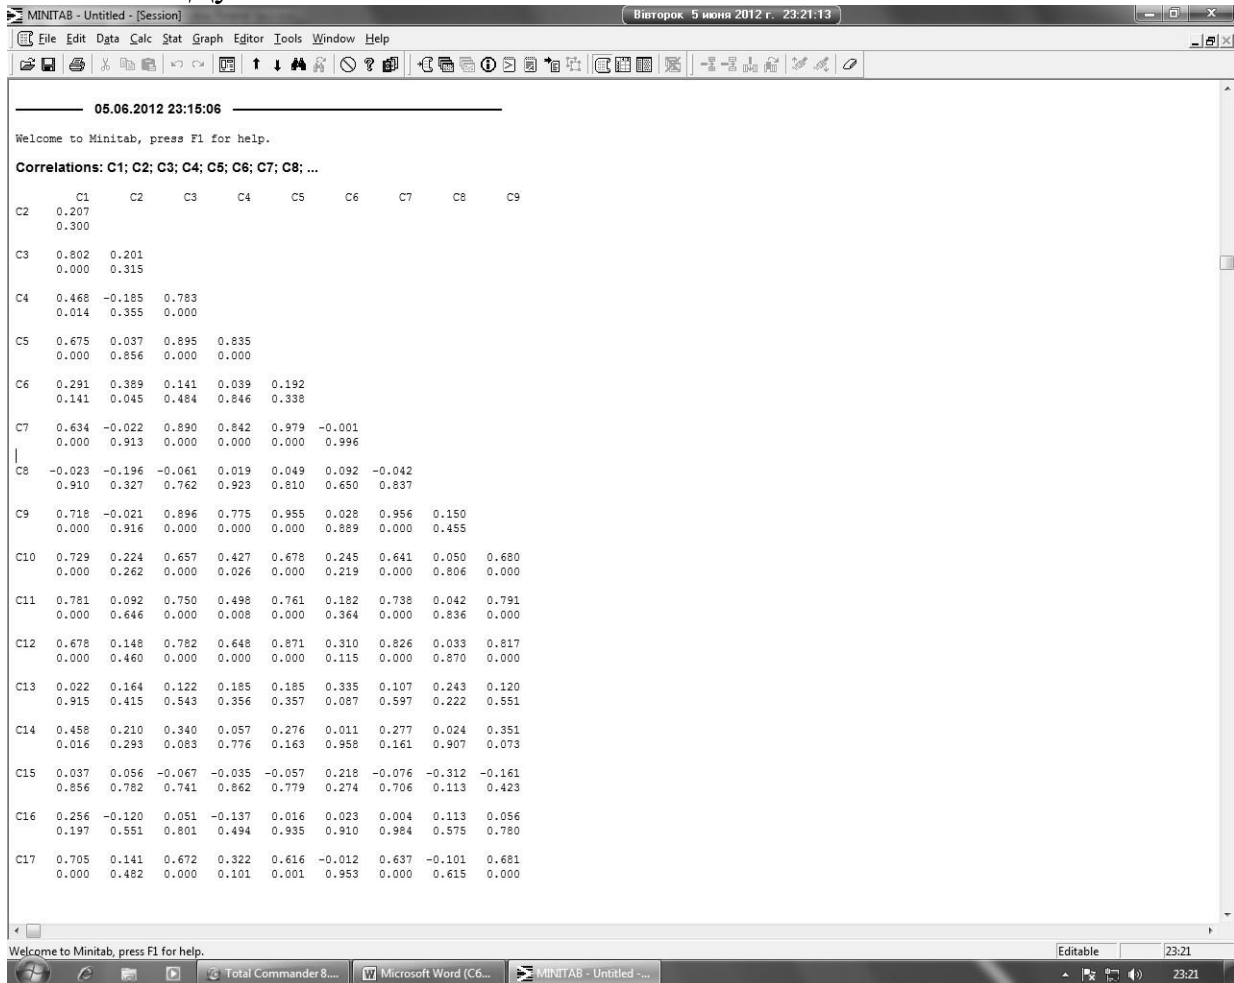 MINITAB - Untitled - [Session]
Вівторок 5 июня 2012 г. 23:21:13
File Edit Data Calc Stat Graph Editor Tools Window Help
05.06.2012 23:15:06
Welcome to Minitab, press F1 for help.
Correlations: C1; C2; C3; C4; C5; C6; C7; C8; ...
C1 C2 C3 C4 C5 C6 C7 C8 C9
C2 0.207
0.300
C3 0.802 0.201
0.000 0.315
C4 0.468 -0.185 0.783
0.014 0.355 0.000
C5 0.675 0.037 0.895 0.835
0.000 0.856 0.000 0.000
C6 0.291 0.389 0.141 0.039 0.192
0.141 0.045 0.484 0.846 0.338
C7 0.634 -0.022 0.890 0.842 0.979 -0.001
0.000 0.913 0.000 0.000 0.000 0.996
C8 -0.023 -0.196 -0.061 0.019 0.049 0.092 -0.042
0.910 0.327 0.762 0.923 0.810 0.650 0.837
C9 0.718 -0.021 0.896 0.775 0.955 0.028 0.956 0.150
0.000 0.916 0.000 0.000 0.000 0.889 0.000 0.455
C10 0.729 0.224 0.657 0.427 0.678 0.245 0.641 0.050 0.680
0.000 0.262 0.000 0.026 0.000 0.219 0.000 0.806 0.000
C11 0.781 0.092 0.750 0.498 0.761 0.182 0.738 0.042 0.791
0.000 0.646 0.000 0.008 0.000 0.364 0.000 0.836 0.000
C12 0.678 0.148 0.782 0.648 0.871 0.310 0.826 0.033 0.817
0.000 0.460 0.000 0.000 0.000 0.115 0.000 0.870 0.000
C13 0.022 0.164 0.122 0.185 0.185 0.335 0.107 0.243 0.120
0.915 0.415 0.543 0.356 0.357 0.087 0.597 0.222 0.551
C14 0.458 0.210 0.340 0.057 0.276 0.011 0.277 0.024 0.351
0.016 0.293 0.083 0.776 0.163 0.958 0.161 0.907 0.073
C15 0.037 0.056 -0.067 -0.035 -0.057 0.218 -0.076 -0.312 -0.161
0.856 0.782 0.741 0.862 0.779 0.274 0.706 0.113 0.423
C16 0.256 -0.120 0.051 -0.137 0.016 0.023 0.004 0.113 0.056
0.197 0.551 0.801 0.494 0.935 0.910 0.984 0.575 0.780
C17 0.705 0.141 0.672 0.322 0.616 -0.012 0.637 -0.101 0.681
0.000 0.482 0.000 0.101 0.001 0.953 0.000 0.615 0.000
Welcome to Minitab, press F1 for help.
Editable 23:21
Total Commander 8.... Microsoft Word (C6... MINITAB - Untitled -... 23:21